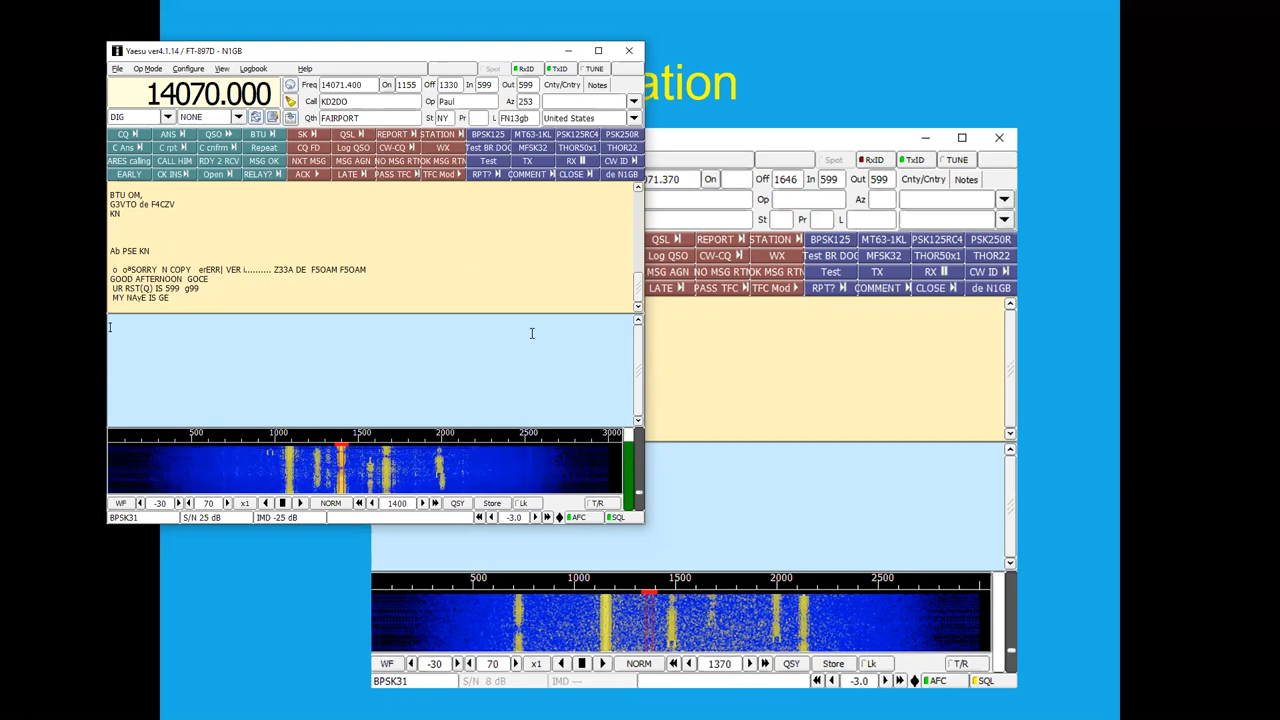 ation
Yaesu ver4.1.14 / FT-897D - N1GB
File Op Mode Configure View Logbook Help Spot RxID TxID TUNE
14070.000 Freq 14071.400 On 1155 Off 1330 In 599 Out 599 Cnty/Cntry Notes
Call KD2DO Op Paul Az 253
DIG NONE Qth FAIRPORT St NY Pr L FN13gb United States
CQ ANS QSO BTU SK QSL REPORT STATION BPSK125 MT63-1KL PSK125RC4 PSK250R
C Ans C rpt C cnfrm Repeat CQ FD Log QSO CW-CQ WX Test BR DOC MFSK32 THOR50x1 THOR22
ARES calling CALL HIM RDY 2 RCV MSG OK NXT MSG MSG AGN NO MSG RTN OK MSG RTN Test TX RX CW ID
EARLY CK INS Open RELAY? ACK LATE PASS TFC TFC Mod RPT? COMMENT CLOSE de N1GB
BTU OM,
G3VTO de F4CZV
KN
Ab PSE KN
o oªSORRY N COPY erERR| VER i.......... Z33A DE F5OAM F5OAM
GOOD AFTERNOON GOCE
UR RST(Q) IS 599 g99
MY NAyE IS GE
500 1000 1500 2000 2500 3000
WF -30 70 x1 NORM 1400 QSY Store Lk T/R
BPSK31 S/N 25 dB IMD -25 dB -3.0 AFC SQL
Spot RxID TxID TUNE
071.370 On Off 1646 In 599 Out 599 Cnty/Cntry Notes
Op Az
St Pr L
QSL REPORT STATION BPSK125 MT63-1KL PSK125RC4 PSK250R
Log QSO CW-CQ WX Test BR DOC MFSK32 THOR50x1 THOR22
MSG AGN NO MSG RTN OK MSG RTN Test TX RX CW ID
LATE PASS TFC TFC Mod RPT? COMMENT CLOSE de N1GB
500 1000 1500 2000 2500
WF -30 70 x1 NORM 1370 QSY Store Lk T/R
BPSK31 S/N 8 dB IMD --- -3.0 AFC SQL